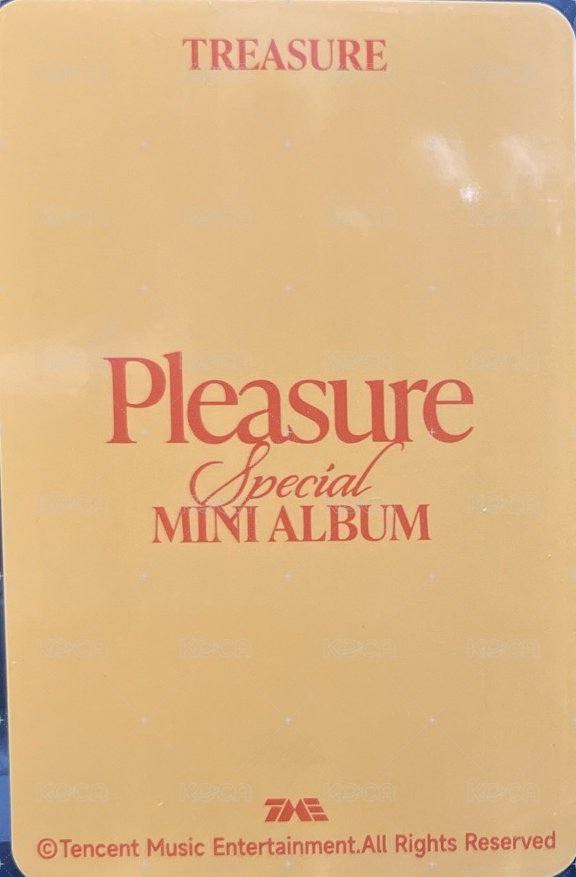 TREASURE
Pleasure
Special
MINI ALBUM
TME
©Tencent Music Entertainment.All Rights Reserved